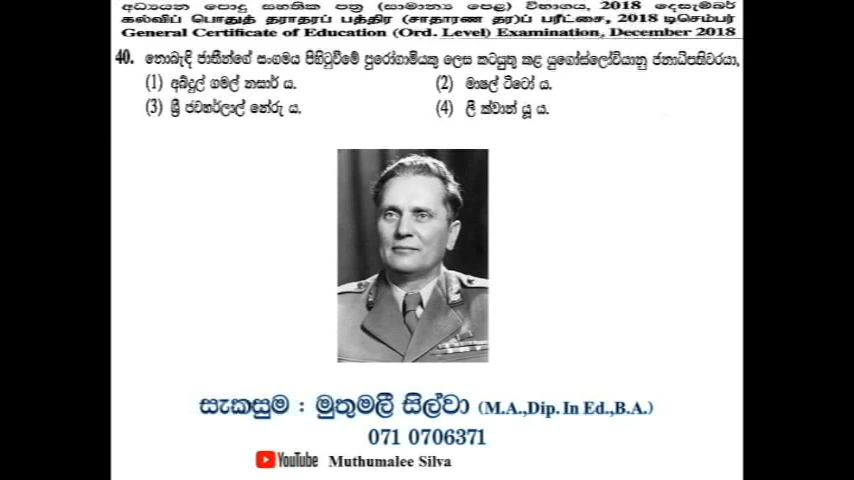 අධ්‍යයන පොදු සහතික පත්‍ර (සාමාන්‍ය පෙළ) විභාගය, 2018 දෙසැම්බර්
கல்விப் பொதுத் தராதரப் பத்திர (சாதாரண தர)ப் பரீட்சை, 2018 டிசெம்பர்
General Certificate of Education (Ord. Level) Examination, December 2018
40. නොබැඳි ජාතීන්ගේ සංගමය පිහිටුවීමේ පුරෝගාමියකු ලෙස කටයුතු කළ යුගෝස්ලෝවියානු ජනාධිපතිවරයා,
(1) අබ්දුල් ගමල් නසාර් ය. (2) මාෂල් ටිටෝ ය.
(3) ශ්‍රී ජවහර්ලාල් නේරු ය. (4) ලී ක්වාන් යූ ය.
සැකසුම : මුතුමලී සිල්වා (M.A.,Dip. In Ed.,B.A.)
071 0706371
YouTube Muthumalee Silva